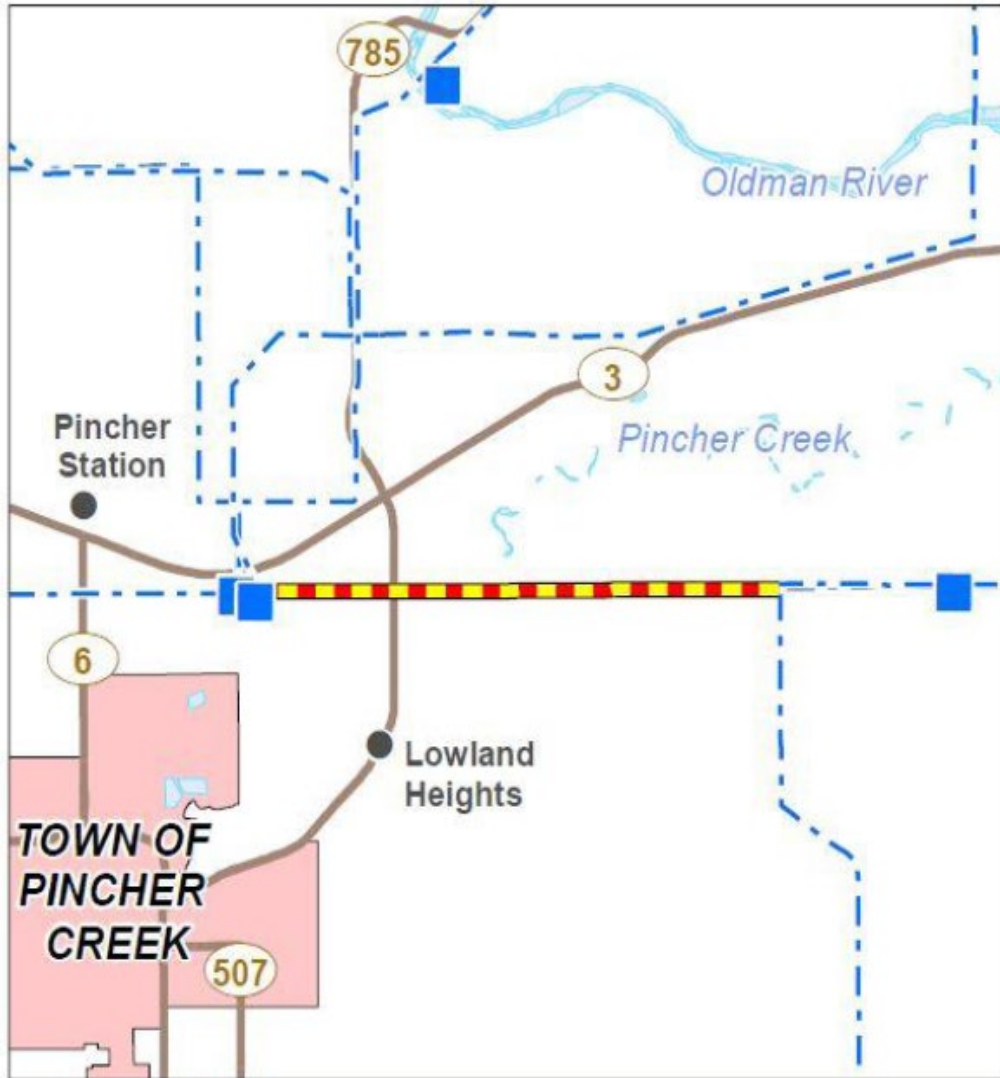 785
Oldman River
3
Pincher
Station
Pincher Creek
6
Lowland
Heights
TOWN OF
PINCHER
CREEK
507